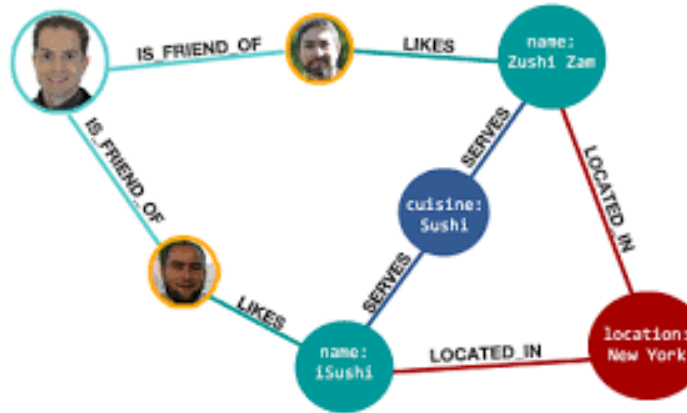 IS_FRIEND_OF
LIKES
name:
Zushi Zam
IS_FRIEND_OF
SERVES
LOCATED_IN
cuisine:
Sushi
SERVES
LIKES
name:
iSushi
LOCATED_IN
location:
New York